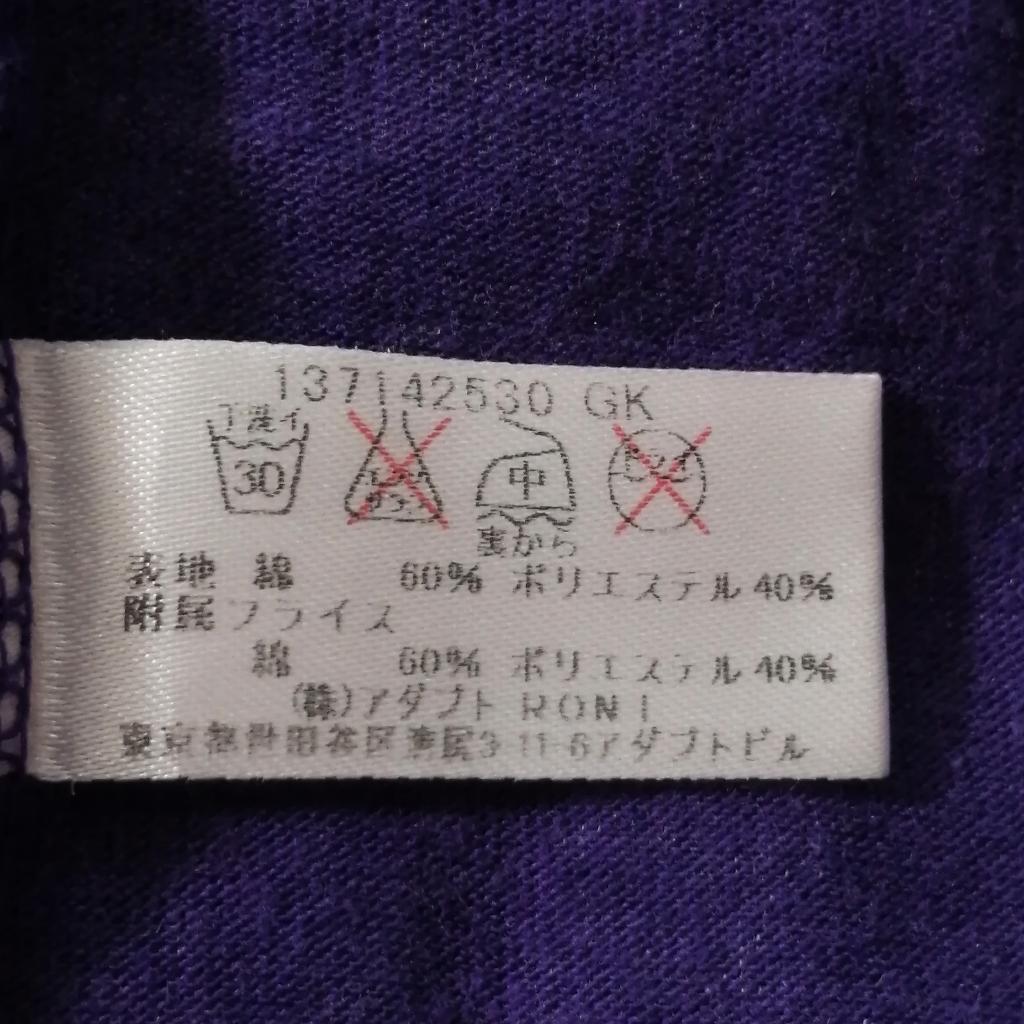 137142530 GK
手洗イ
30
中
裏から
表地 綿 60% ポリエステル 40%
附属フライス
綿 60% ポリエステル 40%
(株)アダプト RONI
東京都世田谷区奥沢3-11-6アダプトビル